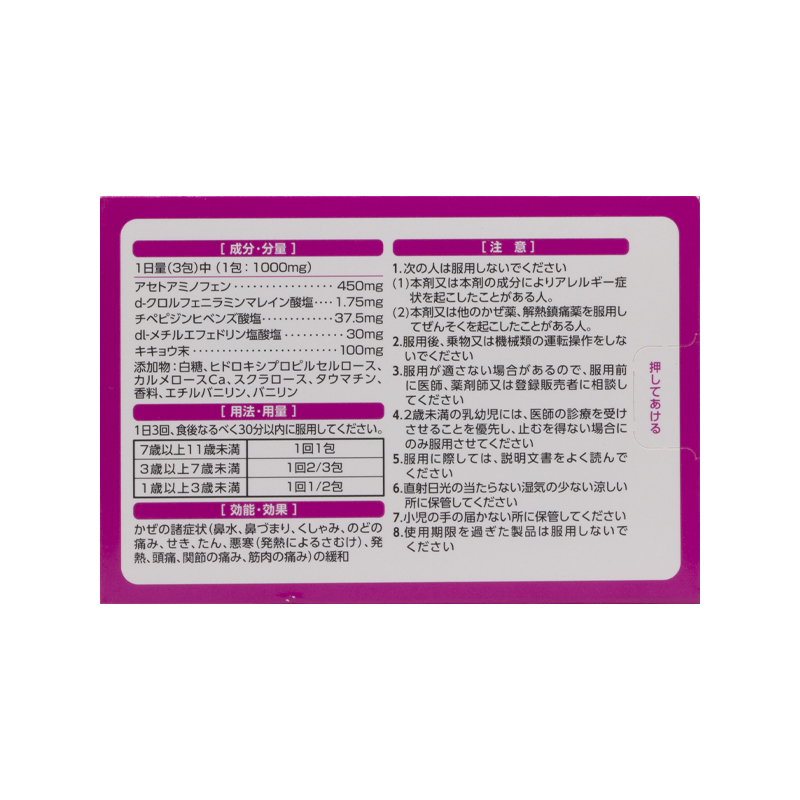 [成分・分量]
1日量(3包)中(1包:1000mg)
アセトアミノフェン・・・・・・・・・・・・・・・・・450mg
d-クロルフェニラミンマレイン酸塩・・・・1.75mg
チペピジンヒベンズ酸塩・・・・・・・・・・・・・37.5mg
dl-メチルエフェドリン塩酸塩・・・・・・・・・・・30mg
キキョウ末・・・・・・・・・・・・・・・・・・・・・・・・100mg
添加物:白糖、ヒドロキシプロピルセルロース、
カルメロースCa、スクラロース、タウマチン、
香料、エチルバニリン、バニリン
[用法・用量]
1日3回、食後なるべく30分以内に服用してください。
7歳以上11歳未満 1回1包
3歳以上7歳未満 1回2/3包
1歳以上3歳未満 1回1/2包
[効能・効果]
かぜの諸症状(鼻水、鼻づまり、くしゃみ、のどの
痛み、せき、たん、悪寒(発熱によるさむけ)、発
熱、頭痛、関節の痛み、筋肉の痛み)の緩和
[注 意]
1.次の人は服用しないでください
(1)本剤又は本剤の成分によりアレルギー症
状を起こしたことがある人。
(2)本剤又は他のかぜ薬、解熱鎮痛薬を服用し
てぜんそくを起こしたことがある人。
2.服用後、乗物又は機械類の運転操作をしな
いでください
3.服用が適さない場合があるので、服用前
に医師、薬剤師又は登録販売者に相談し
てください
4.2歳未満の乳幼児には、医師の診療を受け
させることを優先し、止むを得ない場合に
のみ服用させてください
5.服用に際しては、説明文書をよく読んで
ください
6.直射日光の当たらない湿気の少ない涼しい
所に保管してください
7.小児の手の届かない所に保管してください
8.使用期限を過ぎた製品は服用しないで
ください
押してあける